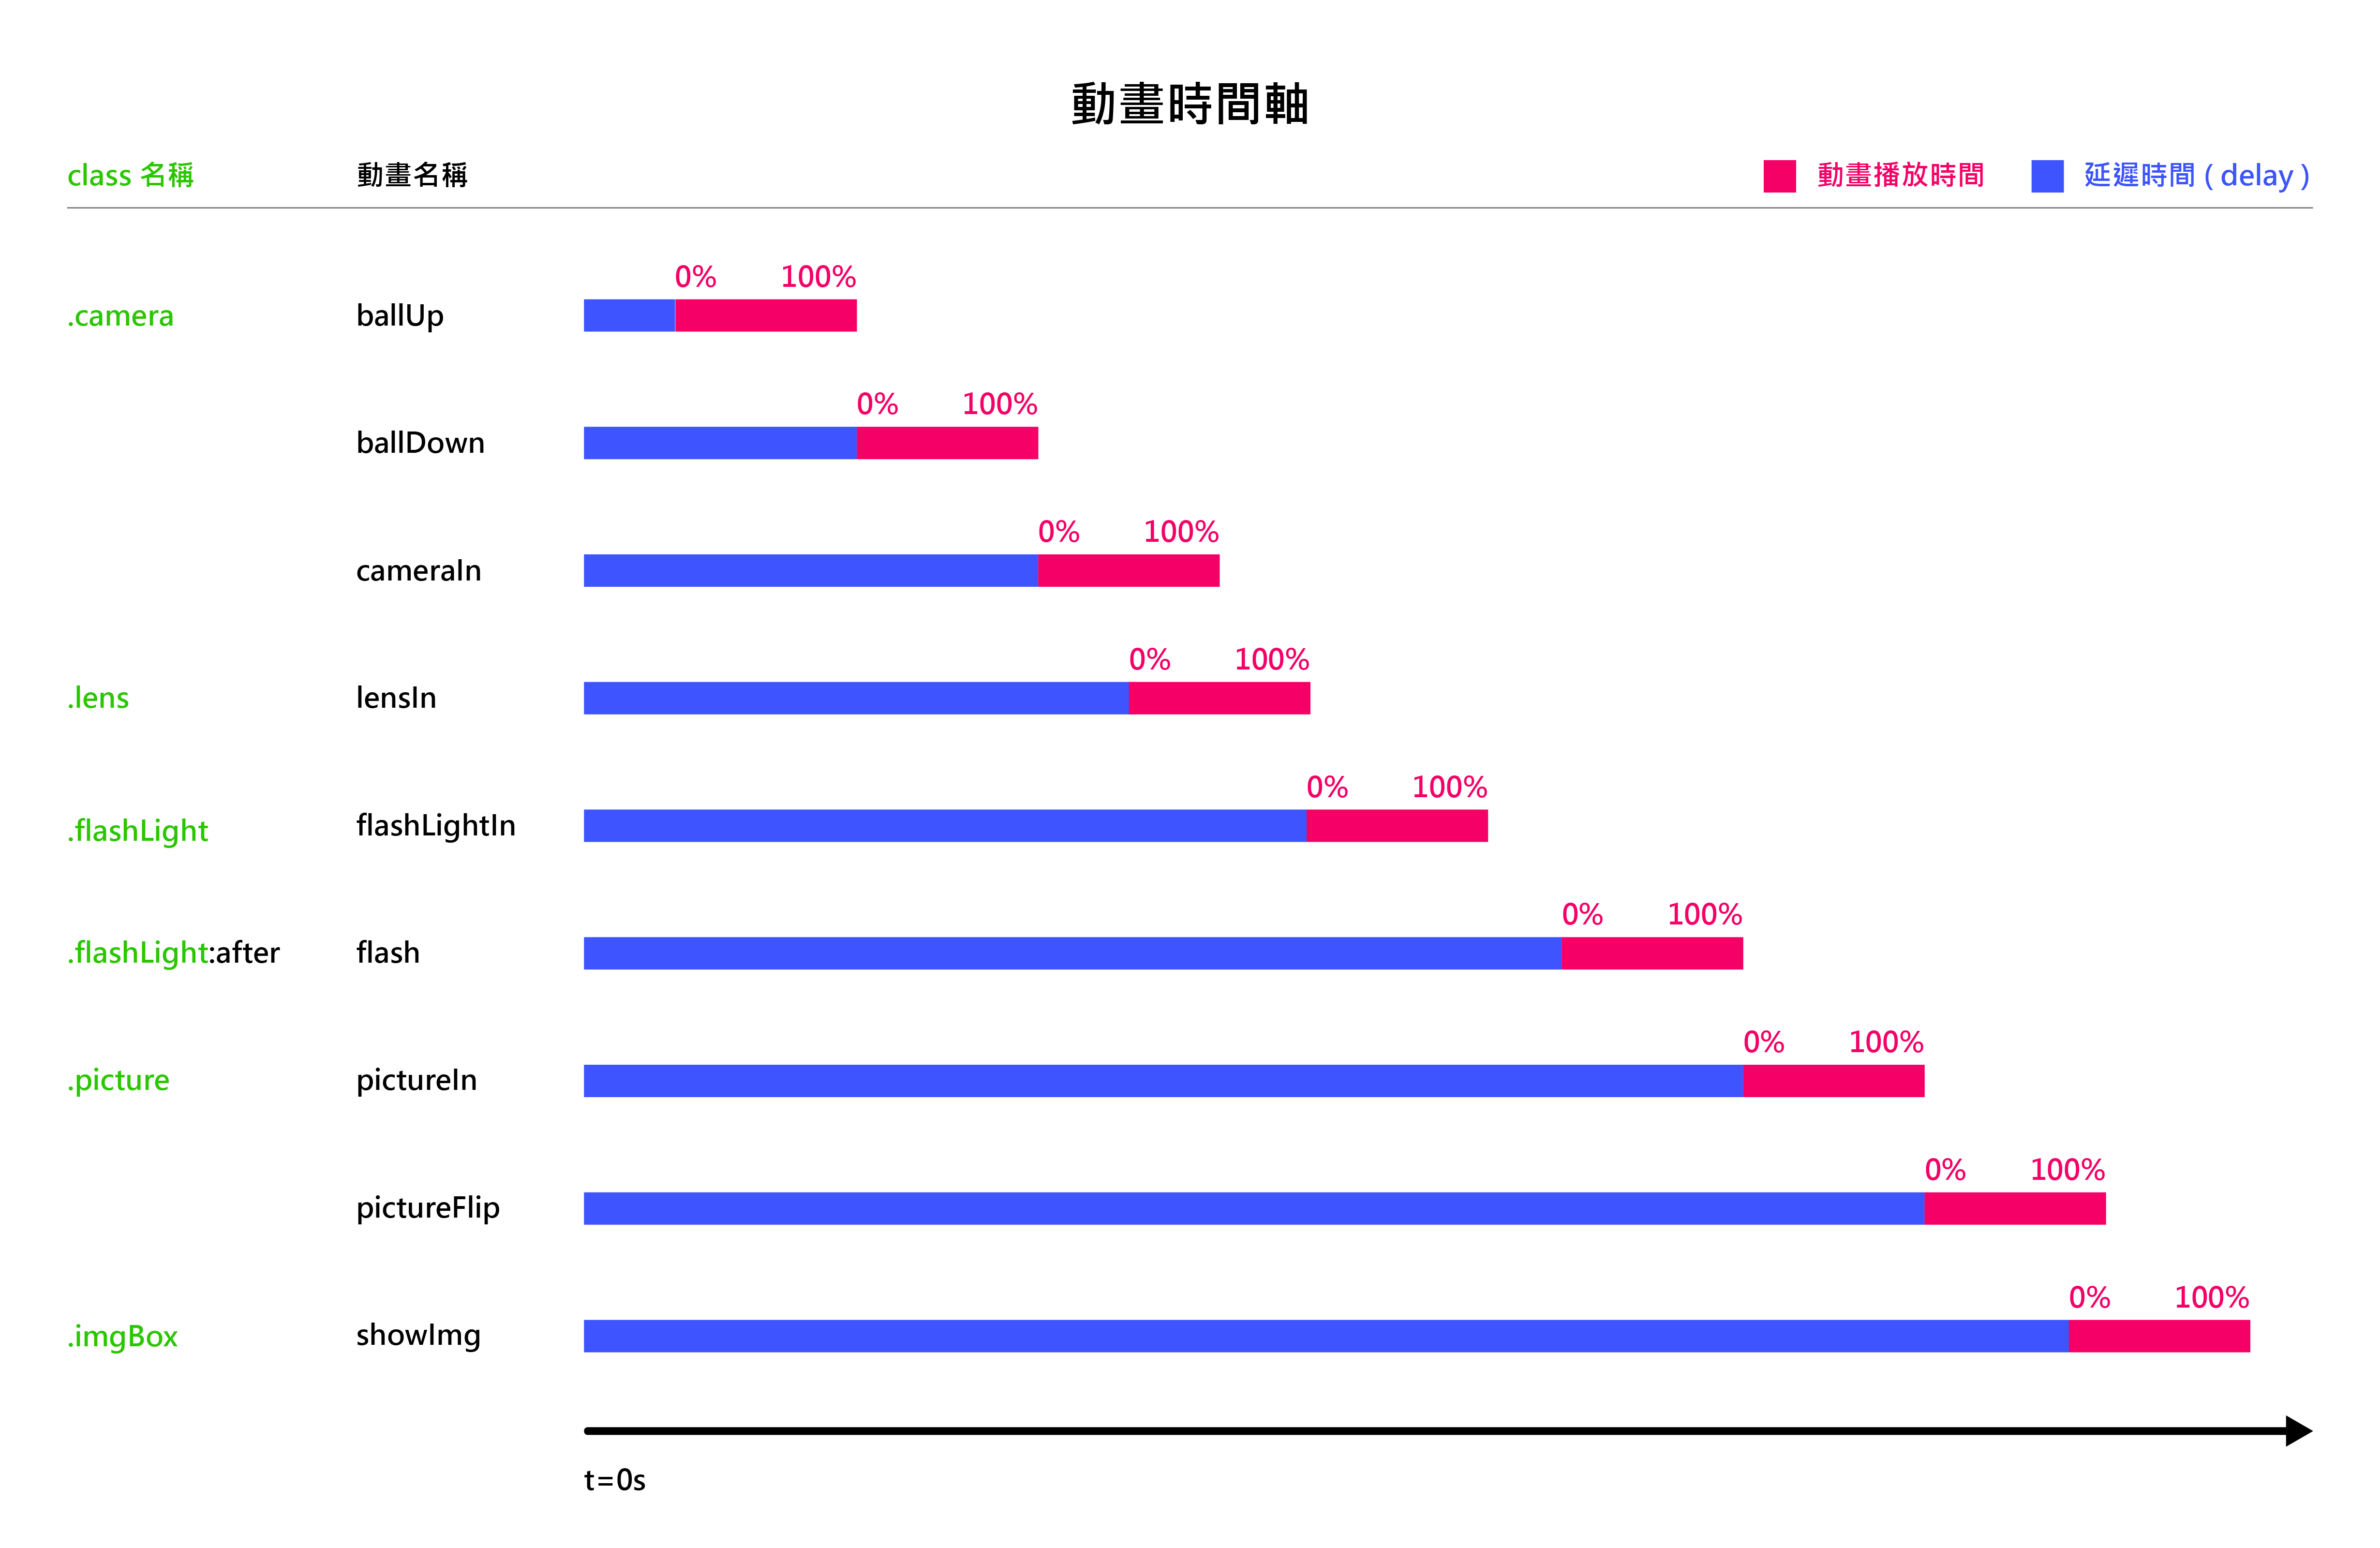 動畫時間軸
class 名稱 動畫名稱 動畫播放時間 延遲時間 ( delay )
0% 100%
.camera ballUp
0% 100%
ballDown
0% 100%
cameraIn
0% 100%
.lens lensIn
0% 100%
.flashLight flashLightIn
0% 100%
.flashLight:after flash
0% 100%
.picture pictureIn
0% 100%
pictureFlip
0% 100%
.imgBox showImg
t=0s